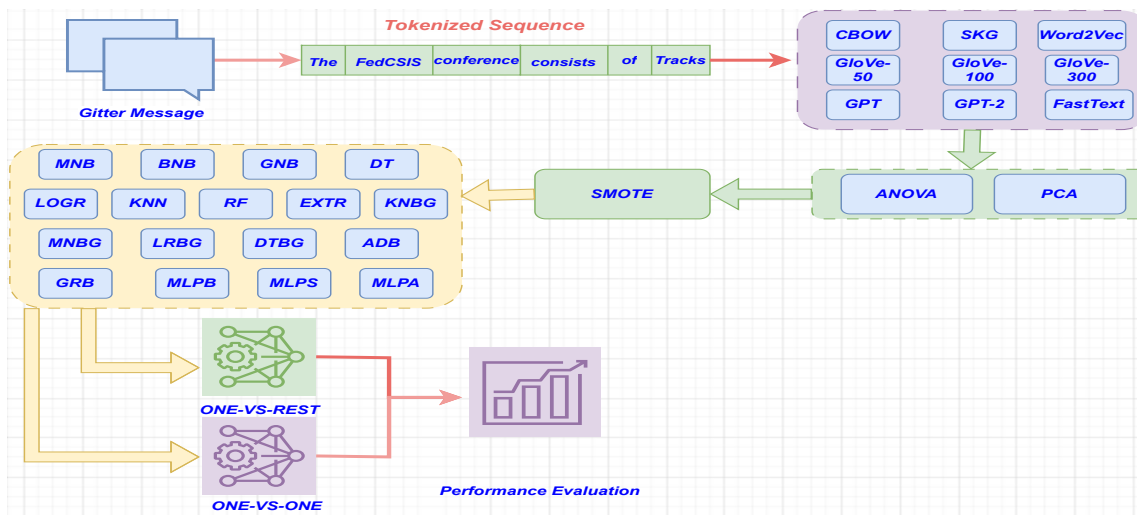 Tokenized Sequence
The FedCSIS conference consists of Tracks
Gitter Message
CBOW SKG Word2Vec
GloVe-50 GloVe-100 GloVe-300
GPT GPT-2 FastText
ANOVA PCA
SMOTE
MNB BNB GNB DT
LOGR KNN RF EXTR KNBG
MNBG LRBG DTBG ADB
GRB MLPB MLPS MLPA
ONE-VS-REST
ONE-VS-ONE
Performance Evaluation